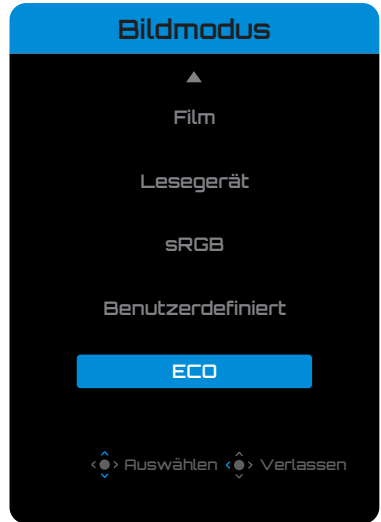 Bildmodus
Film
Lesegerät
sRGB
Benutzerdefiniert
ECO
Auswählen Verlassen